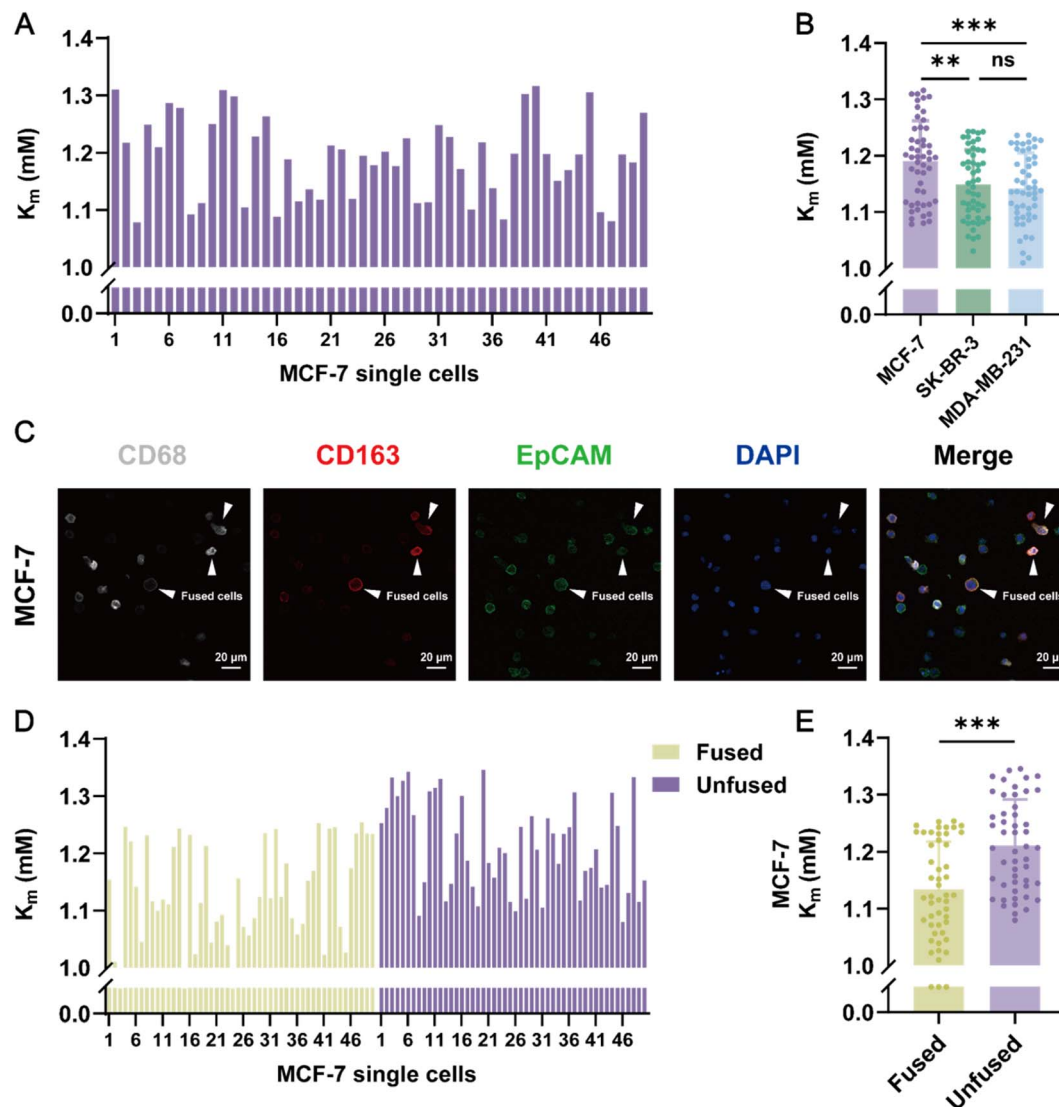 A
1.4
1.3
1.2
1.1
1.0
0.0
Km (mM)
1 6 11 16 21 26 31 36 41 46
MCF-7 single cells
B
*** 
** ns
1.4
1.3
1.2
1.1
1.0
0.0
Km (mM)
MCF-7
SK-BR-3
MDA-MB-231
C
CD68 CD163 EpCAM DAPI Merge
MCF-7
Fused cells Fused cells Fused cells Fused cells Fused cells
20 μm 20 μm 20 μm 20 μm 20 μm
D
1.4
1.3
1.2
1.1
1.0
0.0
Km (mM)
Fused
Unfused
1 6 11 16 21 26 31 36 41 46 1 6 11 16 21 26 31 36 41 46
MCF-7 single cells
E
***
1.4
1.3
1.2
1.1
1.0
0.0
MCF-7
Km (mM)
Fused
Unfused